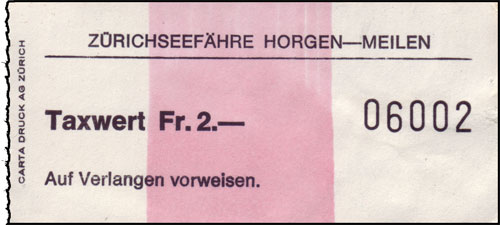 ZÜRICHSEEFÄHRE HORGEN—MEILEN
Taxwert Fr. 2.— 06002
Auf Verlangen vorweisen.
CARTA DRUCK AG ZÜRICH